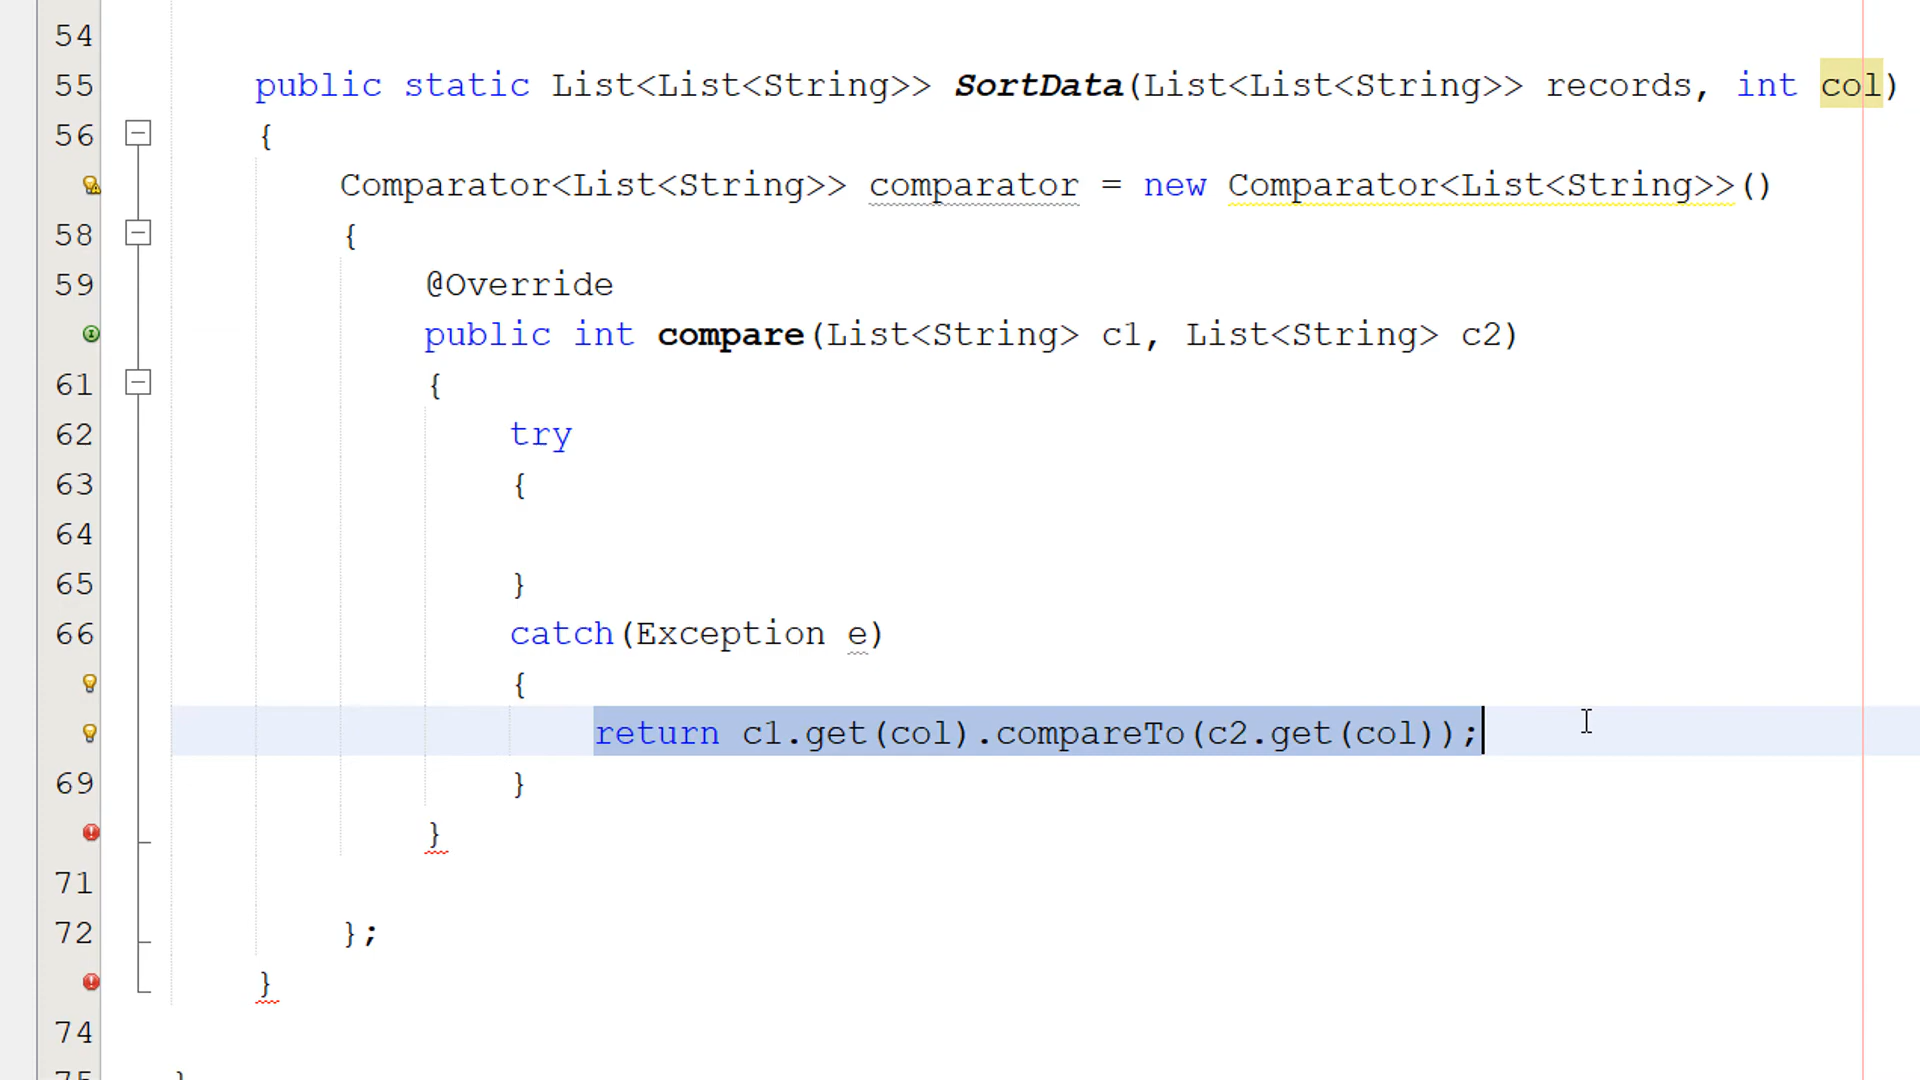 54
55 public static List<List<String>> SortData(List<List<String>> records, int col)
56 {
Comparator<List<String>> comparator = new Comparator<List<String>>()
58 {
59 @Override
public int compare(List<String> c1, List<String> c2)
61 {
62 try
63 {
64
65 }
66 catch(Exception e)
{
return c1.get(col).compareTo(c2.get(col));
69 }
}
71
72 };
}
74
75 }